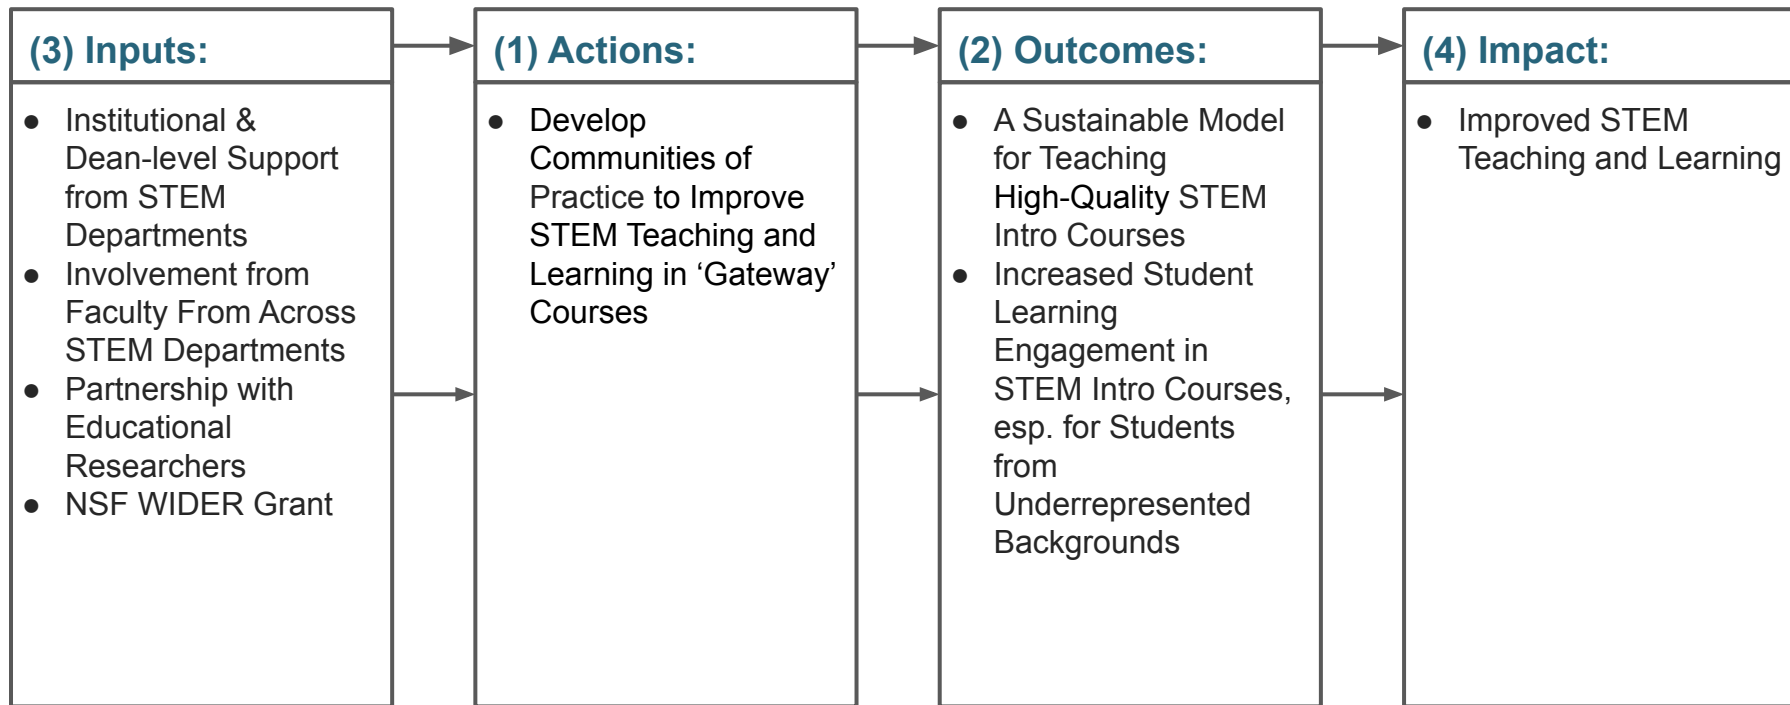 (3) Inputs:
● Institutional &
Dean-level Support
from STEM
Departments
● Involvement from
Faculty From Across
STEM Departments
● Partnership with
Educational
Researchers
● NSF WIDER Grant
(1) Actions:
● Develop
Communities of
Practice to Improve
STEM Teaching and
Learning in ‘Gateway’
Courses
(2) Outcomes:
● A Sustainable Model
for Teaching
High-Quality STEM
Intro Courses
● Increased Student
Learning
Engagement in
STEM Intro Courses,
esp. for Students
from
Underrepresented
Backgrounds
(4) Impact:
● Improved STEM
Teaching and Learning